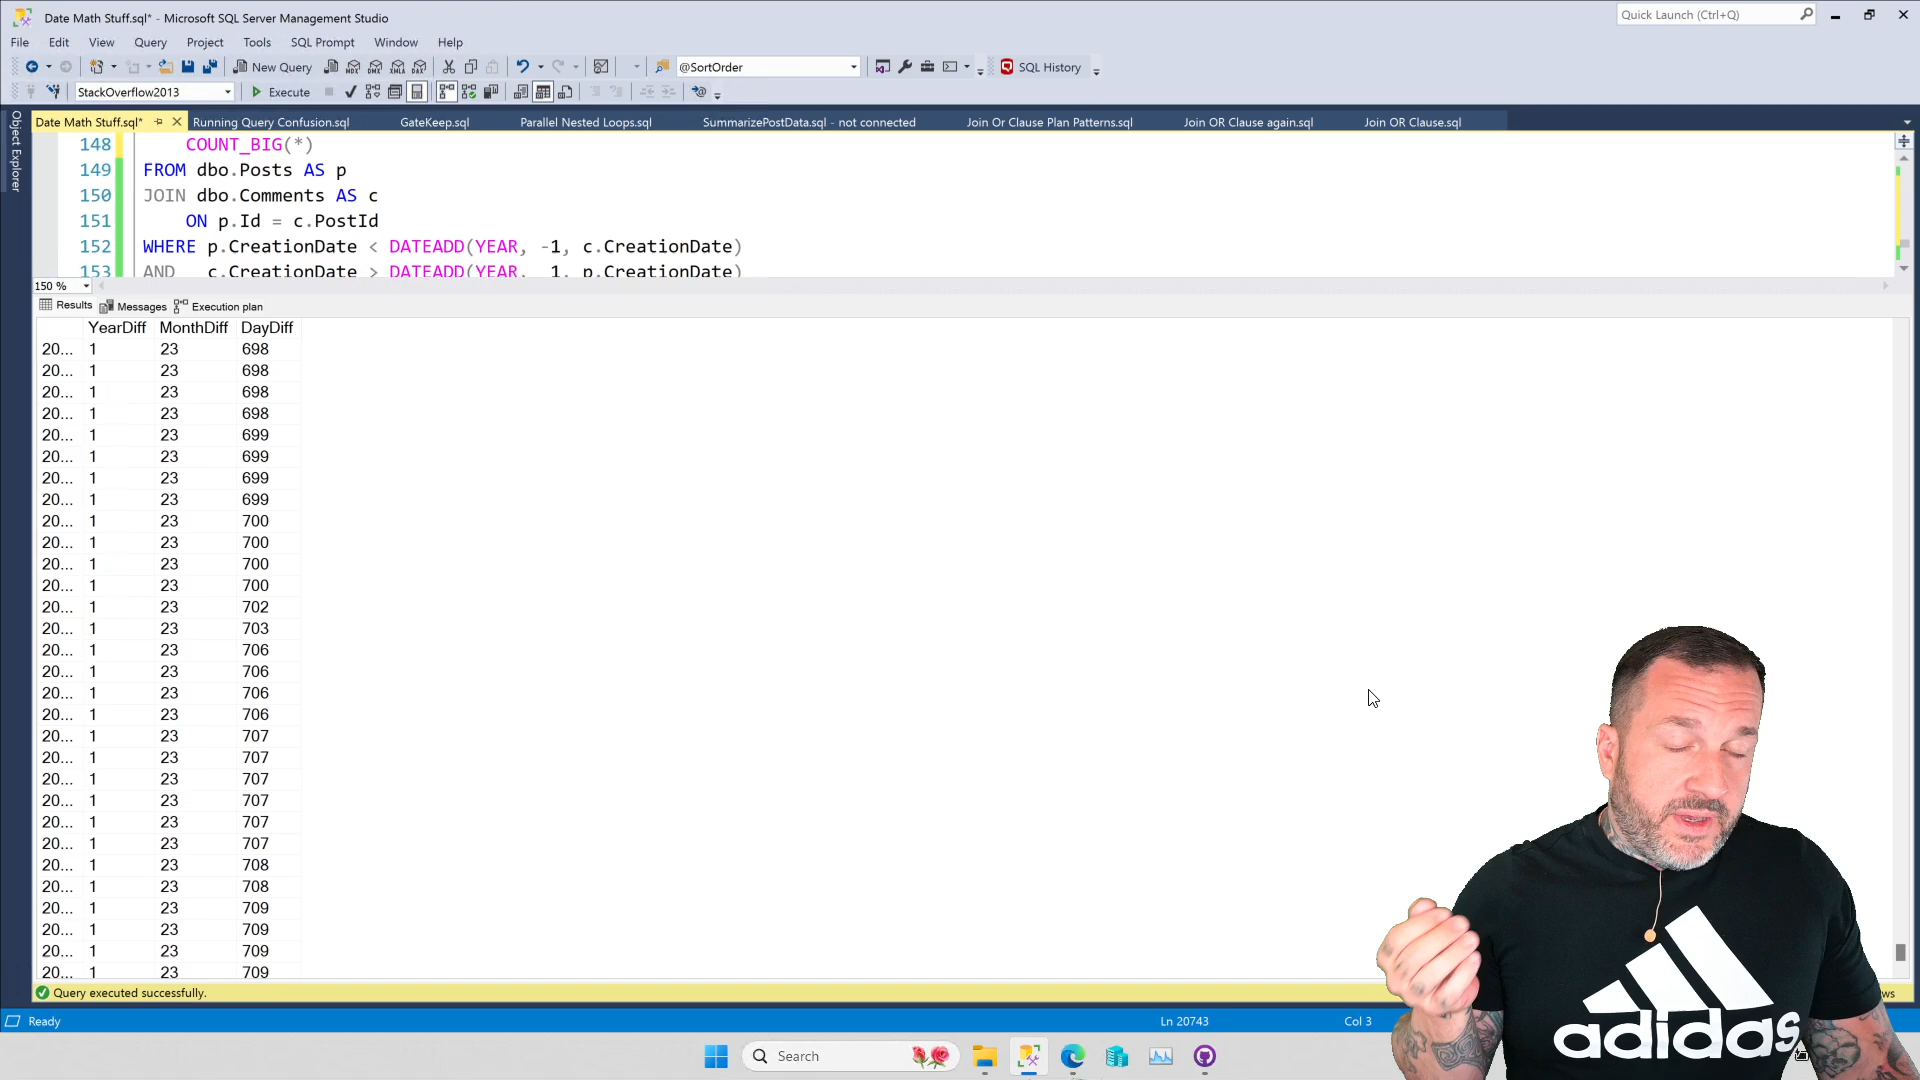 Date Math Stuff.sql* - Microsoft SQL Server Management Studio
Quick Launch (Ctrl+Q)
File Edit View Query Project Tools SQL Prompt Window Help
New Query @SortOrder SQL History
StackOverflow2013 Execute
Date Math Stuff.sql* Running Query Confusion.sql GateKeep.sql Parallel Nested Loops.sql SummarizePostData.sql - not connected Join Or Clause Plan Patterns.sql Join OR Clause again.sql Join OR Clause.sql
Object Explorer
148 COUNT_BIG(*)
149 FROM dbo.Posts AS p
150 JOIN dbo.Comments AS c
151 ON p.Id = c.PostId
152 WHERE p.CreationDate < DATEADD(YEAR, -1, c.CreationDate)
153 AND c.CreationDate > DATEADD(YEAR, 1, p.CreationDate)
150 %
Results Messages Execution plan
YearDiff MonthDiff DayDiff
20... 1 23 698
20... 1 23 698
20... 1 23 698
20... 1 23 698
20... 1 23 699
20... 1 23 699
20... 1 23 699
20... 1 23 699
20... 1 23 700
20... 1 23 700
20... 1 23 700
20... 1 23 700
20... 1 23 702
20... 1 23 703
20... 1 23 706
20... 1 23 706
20... 1 23 706
20... 1 23 706
20... 1 23 707
20... 1 23 707
20... 1 23 707
20... 1 23 707
20... 1 23 707
20... 1 23 707
20... 1 23 708
20... 1 23 708
20... 1 23 709
20... 1 23 709
20... 1 23 709
20... 1 23 709
Query executed successfully.
Ready Ln 20743 Col 3
Search
adidas